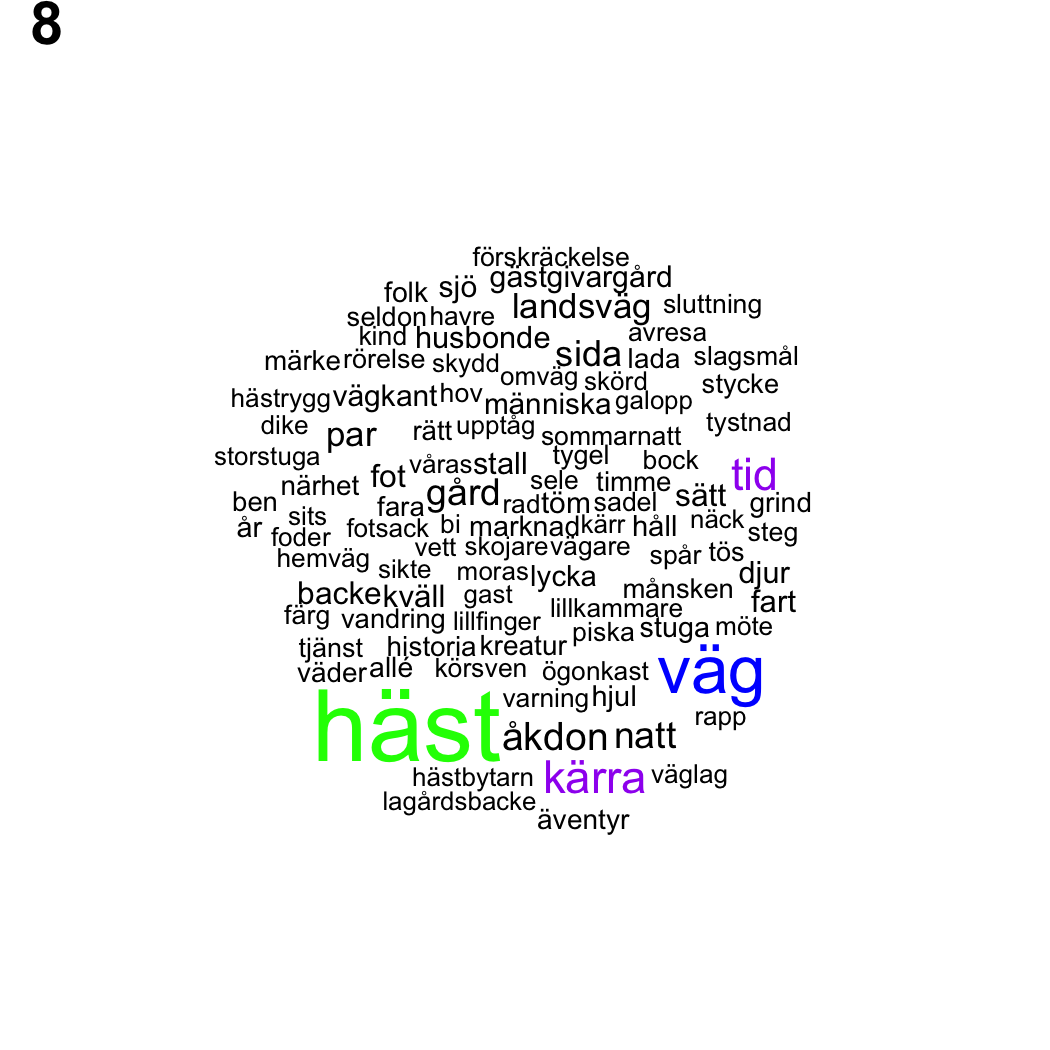 8
förskräckelse
gästgivargård
folk sjö
landsväg sluttning
seldon havre
kind husbonde avresa
märke rörelse skydd sida lada slagsmål
omväg skörd stycke
hästrygg vägkant hov människa galopp
dike par rätt upptåg sommarnatt tystnad
storstuga våras stall tygel bock
närhet fot sele timme tid
ben fara gård rad töm sadel sätt grind
år sits fotsack bi marknad kärr håll näck steg
foder vett skojare vägare spår tös
hemväg sikte moras lycka månsken djur
backe kväll gast lillkammare fart
färg vandring lillfinger piska stuga möte
tjänst historia kreatur
väder allé körsven ögonkast väg
häst varning hjul rapp
åkdon natt
hästbytarn kärra väglag
lagårdsbacke äventyr